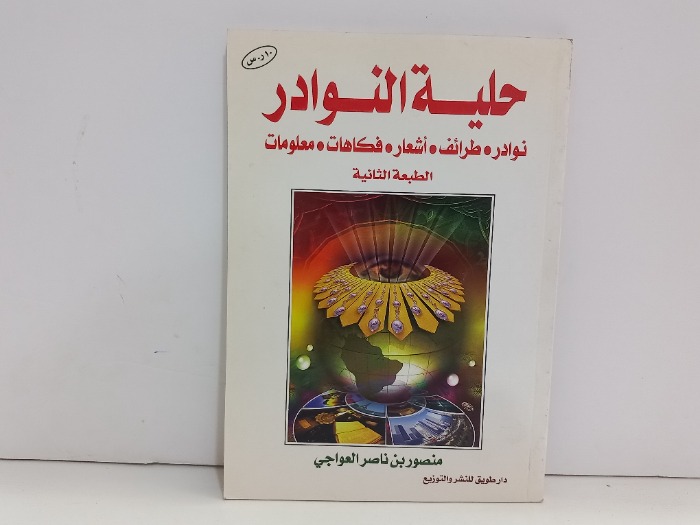 ١٠ ر.س
حلية النوادر
نوادر • طرائف • أشعار • فكاهات • معلومات
الطبعة الثانية
منصور بن ناصر العواجي
دار طويق للنشر والتوزيع